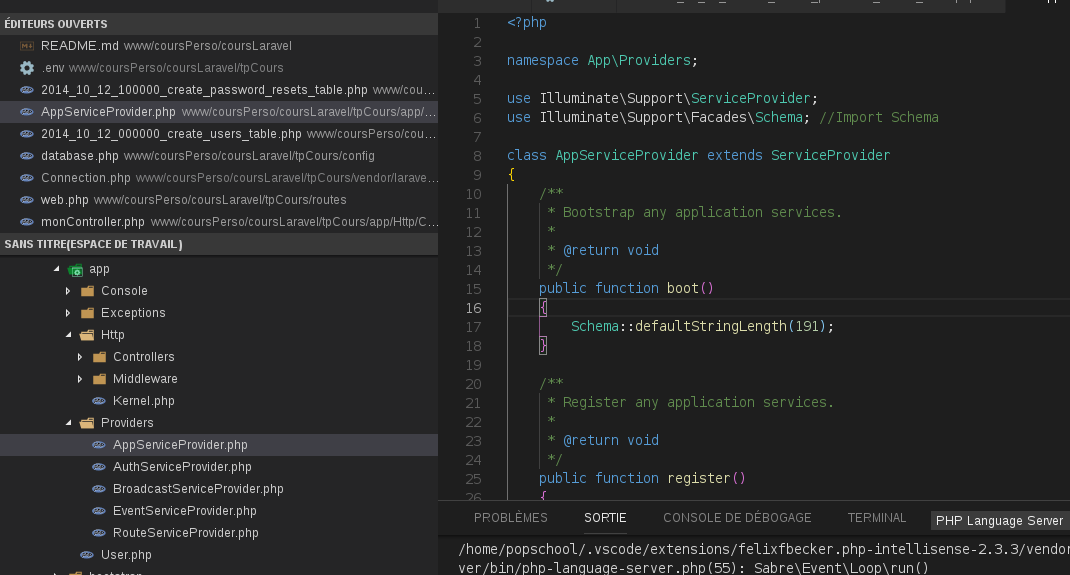 ÉDITEURS OUVERTS
README.md www/coursPerso/coursLaravel
.env www/coursPerso/coursLaravel/tpCours
2014_10_12_100000_create_password_resets_table.php www/cou...
AppServiceProvider.php www/coursPerso/coursLaravel/tpCours/app/...
2014_10_12_000000_create_users_table.php www/coursPerso/cou...
database.php www/coursPerso/coursLaravel/tpCours/config
Connection.php www/coursPerso/coursLaravel/tpCours/vendor/larave...
web.php www/coursPerso/coursLaravel/tpCours/routes
monController.php www/coursPerso/coursLaravel/tpCours/app/Http/C...
SANS TITRE(ESPACE DE TRAVAIL)
app
Console
Exceptions
Http
Controllers
Middleware
Kernel.php
Providers
AppServiceProvider.php
AuthServiceProvider.php
BroadcastServiceProvider.php
EventServiceProvider.php
RouteServiceProvider.php
User.php
1 <?php
2
3 namespace App\Providers;
4
5 use Illuminate\Support\ServiceProvider;
6 use Illuminate\Support\Facades\Schema; //Import Schema
7
8 class AppServiceProvider extends ServiceProvider
9 {
10 /**
11 * Bootstrap any application services.
12 *
13 * @return void
14 */
15 public function boot()
16 {
17 Schema::defaultStringLength(191);
18 }
19
20 /**
21 * Register any application services.
22 *
23 * @return void
24 */
25 public function register()
26 {
PROBLÈMES SORTIE CONSOLE DE DÉBOGAGE TERMINAL PHP Language Server
/home/popschool/.vscode/extensions/felixfbecker.php-intellisense-2.3.3/vendor
ver/bin/php-language-server.php(55): Sabre\Event\Loop\run()